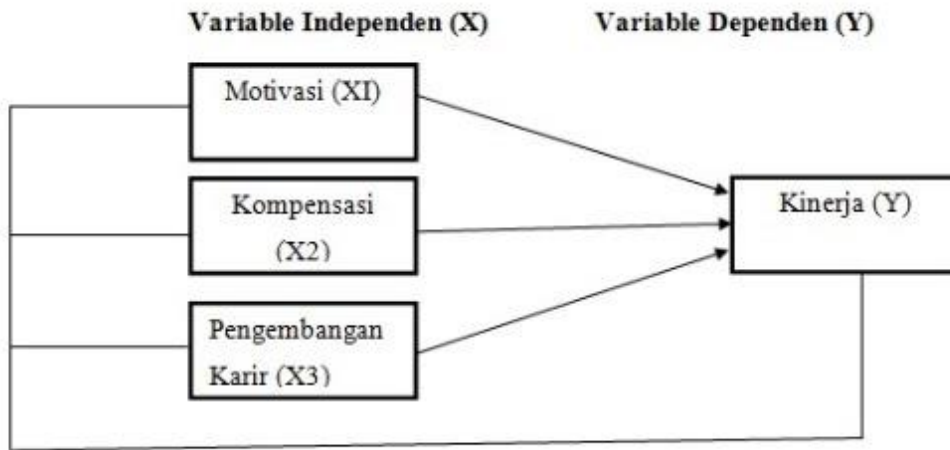 Variable Independen (X)
Variable Dependen (Y)
Motivasi (XI)
Kompensasi
(X2)
Pengembangan
Karir (X3)
Kinerja (Y)